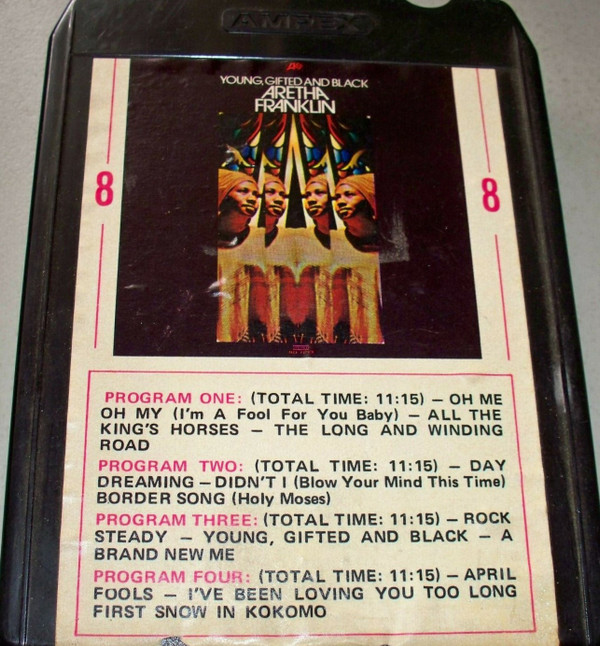 AMPEX
YOUNG, GIFTED AND BLACK
ARETHA
FRANKLIN
8
8
PROGRAM ONE: (TOTAL TIME: 11:15) — OH ME
OH MY (I'm A Fool For You Baby) — ALL THE
KING'S HORSES — THE LONG AND WINDING
ROAD
PROGRAM TWO: (TOTAL TIME: 11:15) — DAY
DREAMING — DIDN'T I (Blow Your Mind This Time)
BORDER SONG (Holy Moses)
PROGRAM THREE: (TOTAL TIME: 11:15) — ROCK
STEADY — YOUNG, GIFTED AND BLACK — A
BRAND NEW ME
PROGRAM FOUR: (TOTAL TIME: 11:15) — APRIL
FOOLS — I'VE BEEN LOVING YOU TOO LONG
FIRST SNOW IN KOKOMO